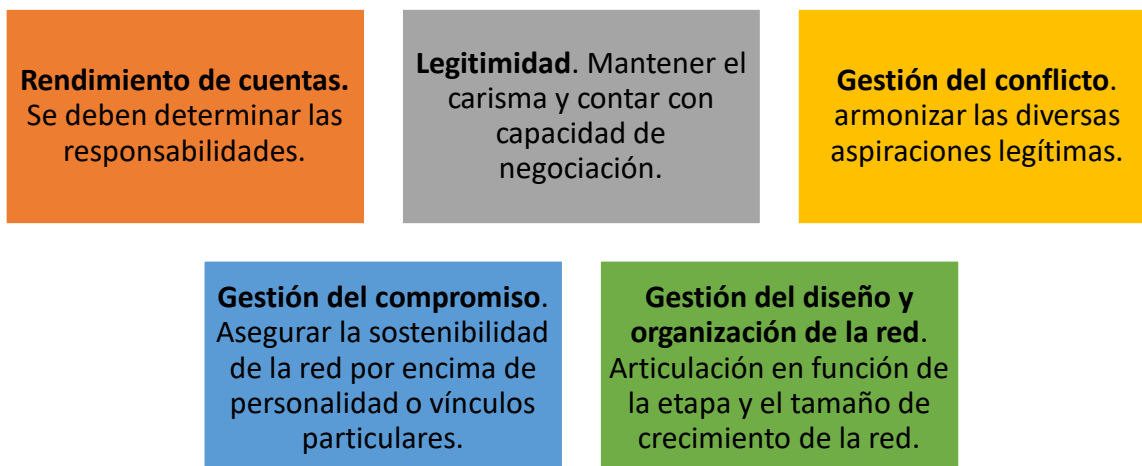 Rendimiento de cuentas.
Se deben determinar las
responsabilidades.
Legitimidad. Mantener el
carisma y contar con
capacidad de
negociación.
Gestión del conflicto.
armonizar las diversas
aspiraciones legítimas.
Gestión del compromiso.
Asegurar la sostenibilidad
de la red por encima de
personalidad o vínculos
particulares.
Gestión del diseño y
organización de la red.
Articulación en función de
la etapa y el tamaño de
crecimiento de la red.